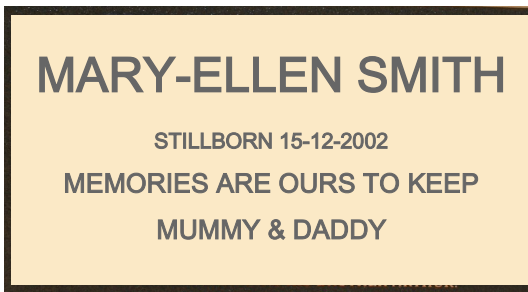 MARY-ELLEN SMITH
STILLBORN 15-12-2002
MEMORIES ARE OURS TO KEEP
MUMMY & DADDY